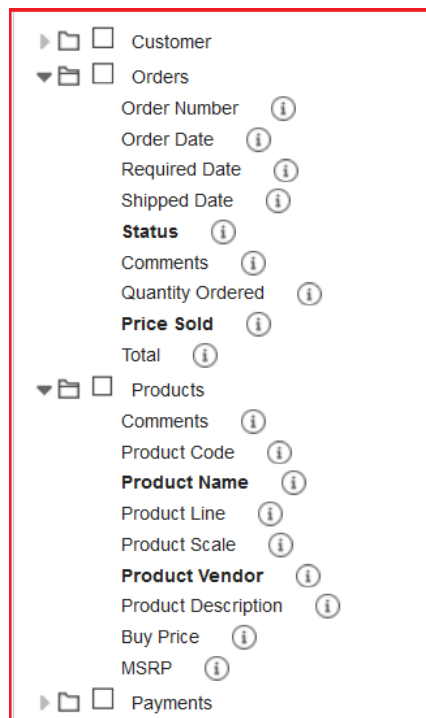 Customer
Orders
Order Number
Order Date
Required Date
Shipped Date
Status
Comments
Quantity Ordered
Price Sold
Total
Products
Comments
Product Code
Product Name
Product Line
Product Scale
Product Vendor
Product Description
Buy Price
MSRP
Payments